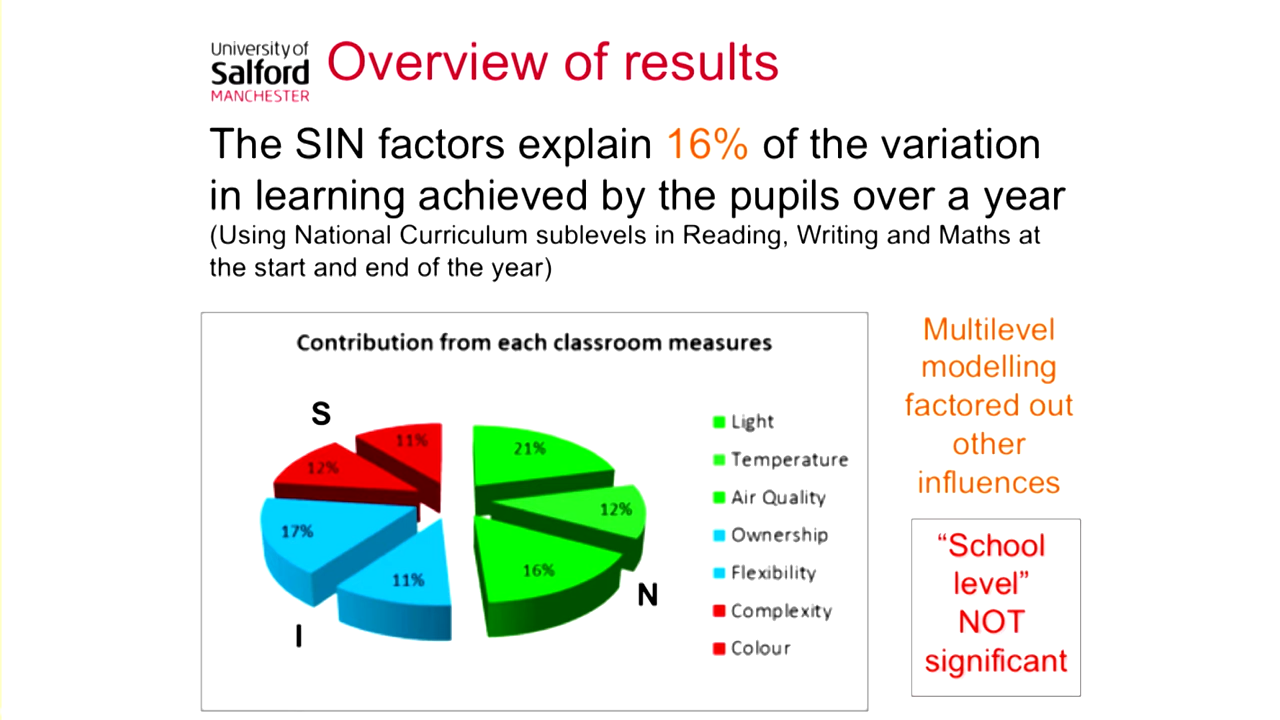 University of
Salford
MANCHESTER
Overview of results
The SIN factors explain 16% of the variation
in learning achieved by the pupils over a year
(Using National Curriculum sublevels in Reading, Writing and Maths at
the start and end of the year)
Contribution from each classroom measures
S
11%
21%
12%
12%
17%
11%
16%
N
I
Light
Temperature
Air Quality
Ownership
Flexibility
Complexity
Colour
Multilevel
modelling
factored out
other
influences
“School
level”
NOT
significant